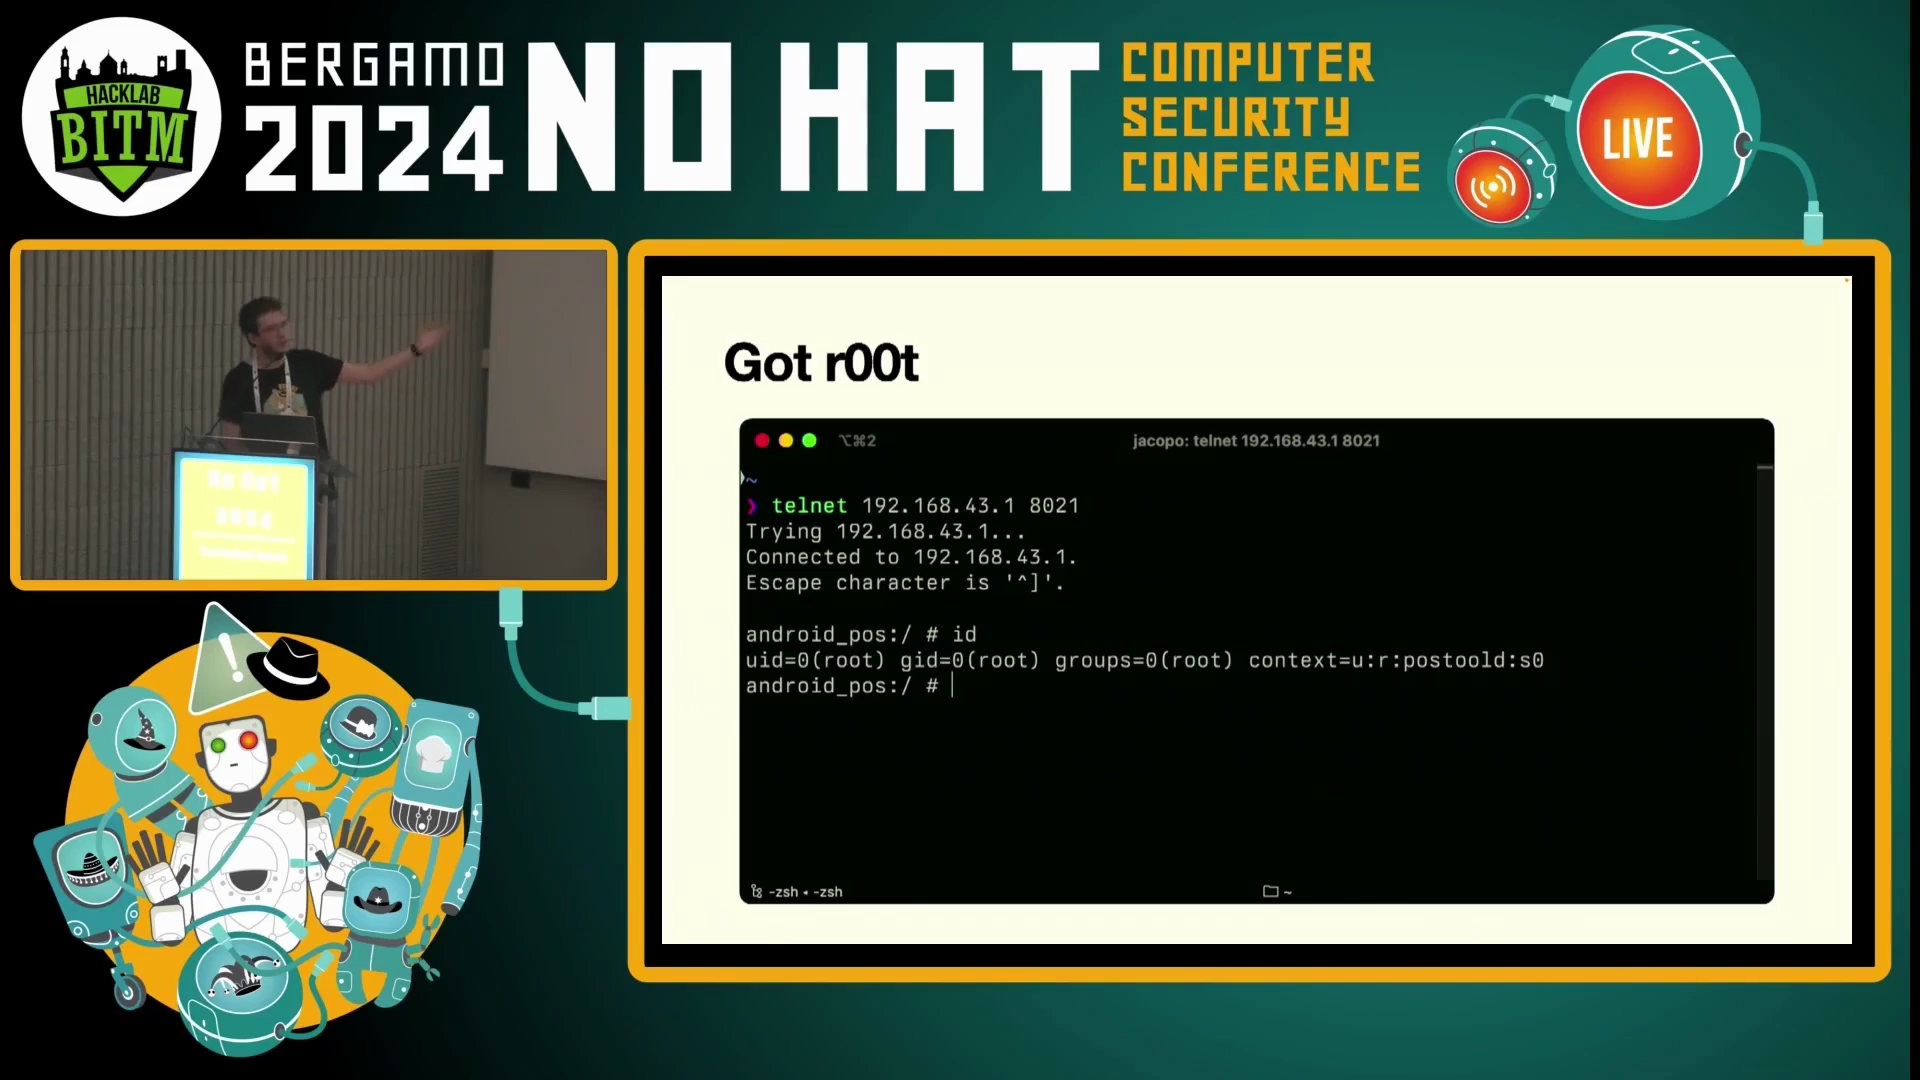 HACKLAB
BITM
BERGAMO
2024
NO HAT
COMPUTER
SECURITY
CONFERENCE
LIVE
No Hat
2024
Got r00t
⌥⌘2
jacopo: telnet 192.168.43.1 8021
~
❯ telnet 192.168.43.1 8021
Trying 192.168.43.1...
Connected to 192.168.43.1.
Escape character is '^]'.
android_pos:/ # id
uid=0(root) gid=0(root) groups=0(root) context=u:r:postoold:s0
android_pos:/ #
-zsh • -zsh
~